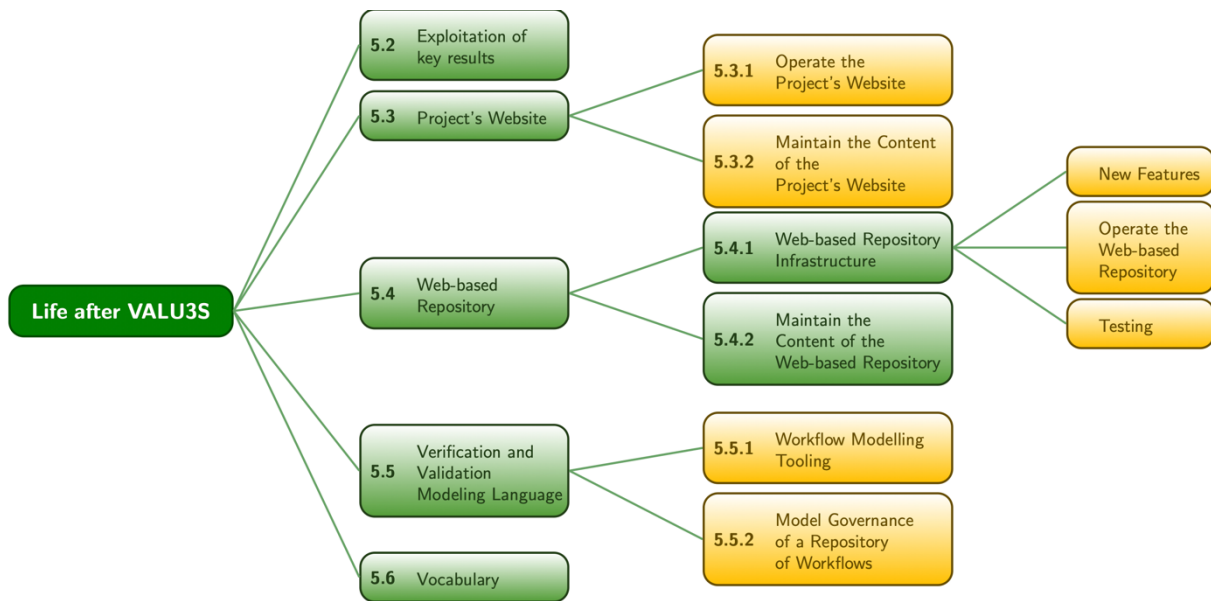 Life after VALU3S
5.2 Exploitation of
key results
5.3 Project's Website
5.3.1 Operate the
Project's Website
5.3.2 Maintain the Content
of the
Project's Website
5.4 Web-based
Repository
5.4.1 Web-based Repository
Infrastructure
New Features
Operate the
Web-based
Repository
Testing
5.4.2 Maintain the
Content of the
Web-based Repository
5.5 Verification and
Validation
Modeling Language
5.5.1 Workflow Modelling
Tooling
5.5.2 Model Governance
of a Repository
of Workflows
5.6 Vocabulary